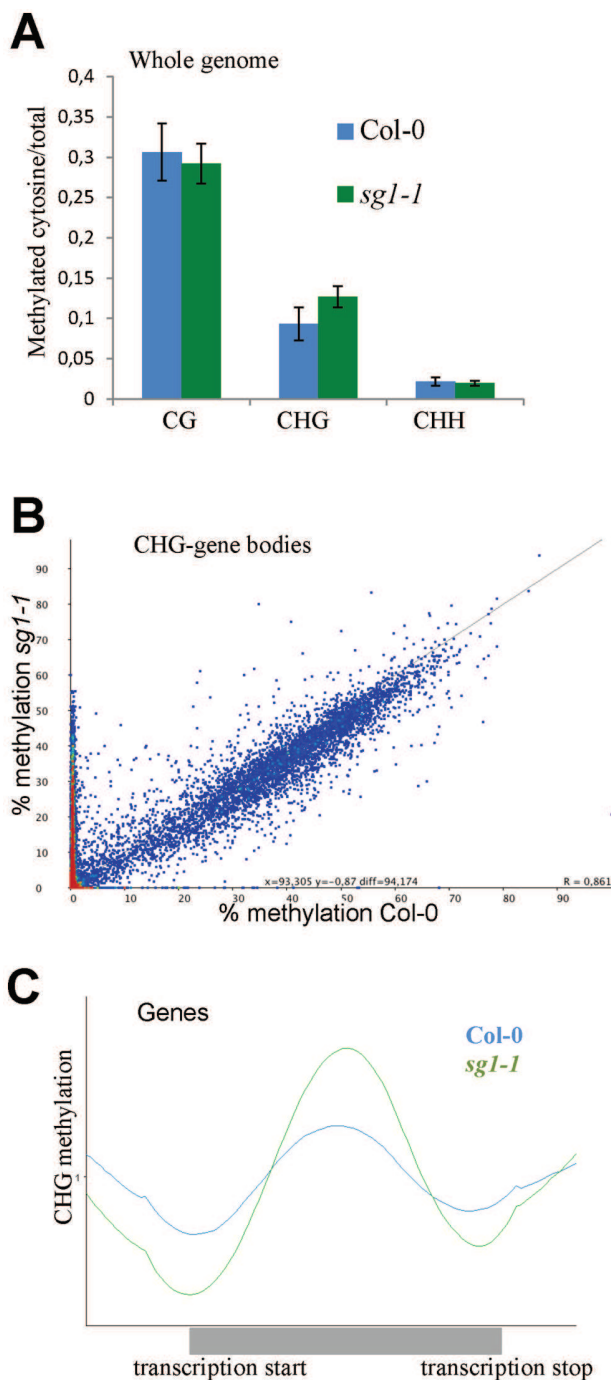 A
Whole genome
0,4
0,35
0,3
0,25
0,2
0,15
0,1
0,05
0
Methylated cytosine/total
Col-0
sg1-1
CG CHG CHH
B
CHG-gene bodies
90
80
70
60
50
40
30
20
10
0
% methylation sg1-1
x=93,305 y=-0,87 diff=94,174
R = 0,861
0 10 20 30 40 50 60 70 80 90
% methylation Col-0
C
Genes
Col-0
sg1-1
CHG methylation
1
transcription start transcription stop